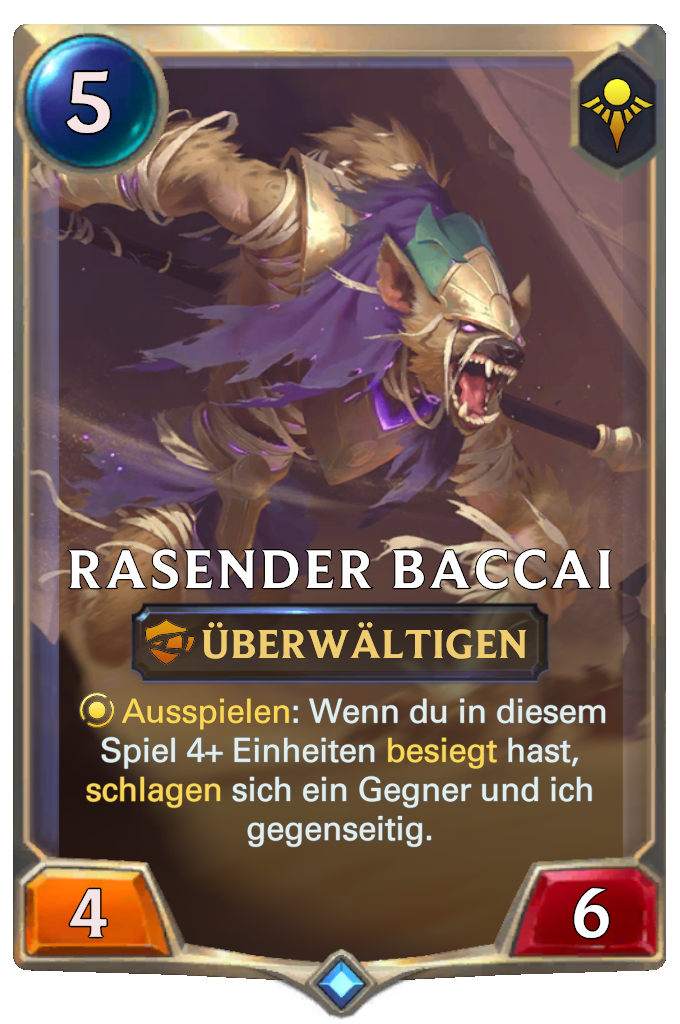 5
RASENDER BACCAI
ÜBERWÄLTIGEN
Ausspielen: Wenn du in diesem
Spiel 4+ Einheiten besiegt hast,
schlagen sich ein Gegner und ich
gegenseitig.
4
6